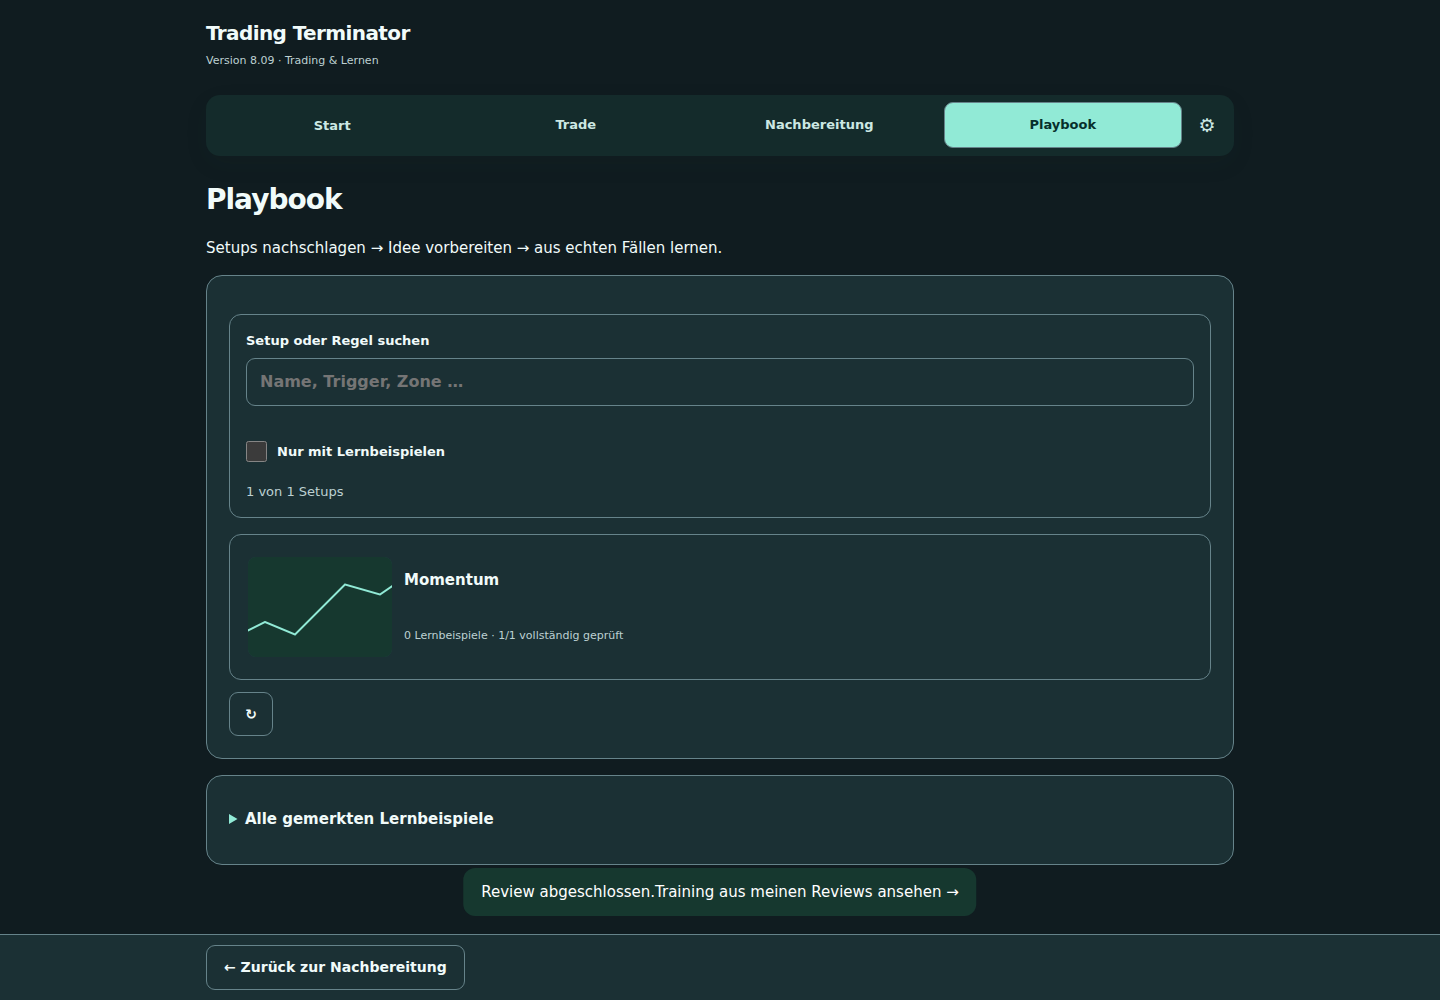 Trading Terminator
Version 8.09 · Trading & Lernen
Start
Trade
Nachbereitung
Playbook
⚙
Playbook
Setups nachschlagen → Idee vorbereiten → aus echten Fällen lernen.
Setup oder Regel suchen
Name, Trigger, Zone …
Nur mit Lernbeispielen
1 von 1 Setups
Momentum
0 Lernbeispiele · 1/1 vollständig geprüft
↻
Alle gemerkten Lernbeispiele
Review abgeschlossen.Training aus meinen Reviews ansehen →
← Zurück zur Nachbereitung